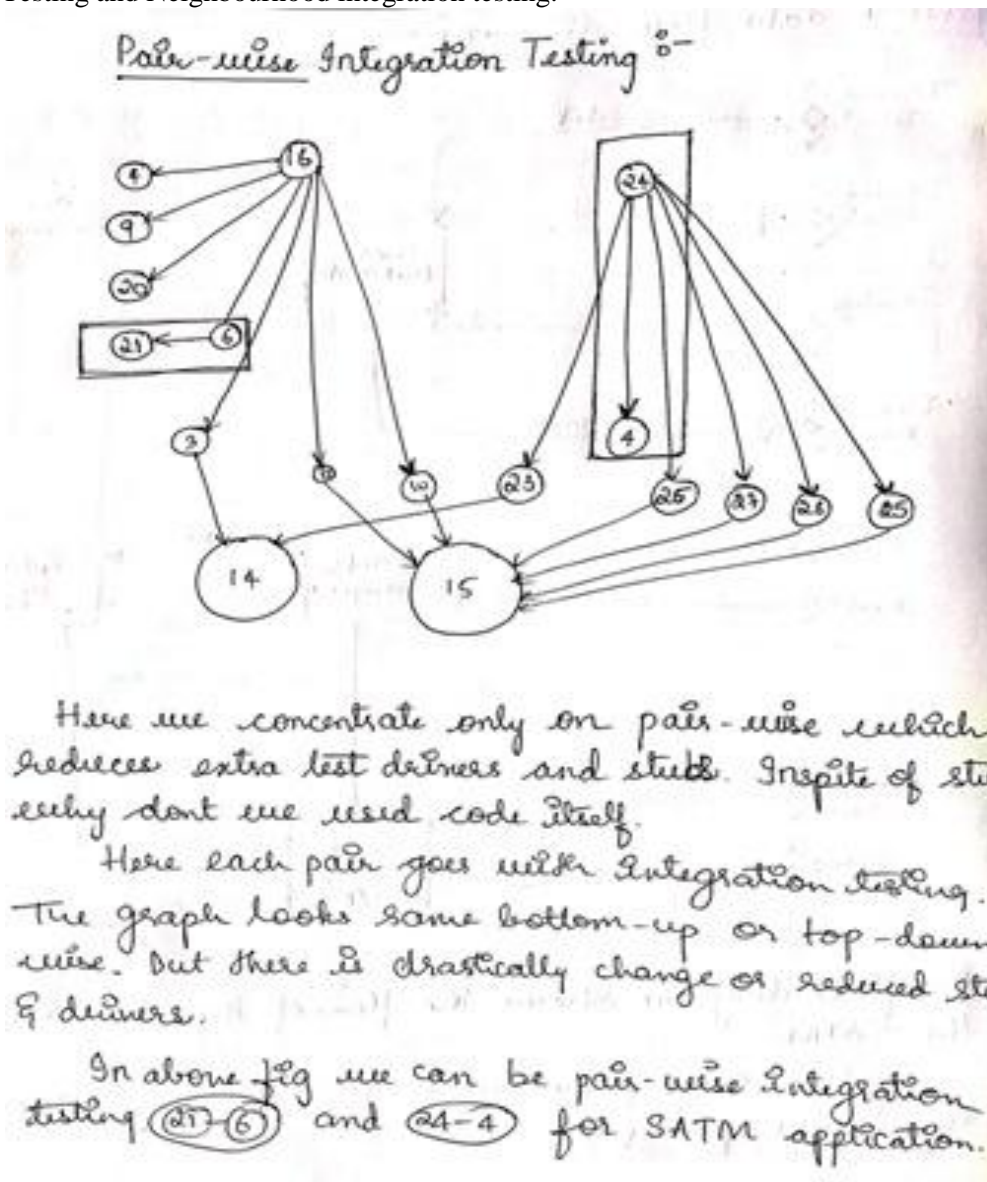 Testing and Neighbourhood Integration testing.
Pair-wise Integration Testing :-
16
4
24
9
20
21 6
4
3
10 23
26 27 25
14
15
Here we concentrate only on pair-wise which
reduces extra test drivers and stubs. Inspite of
why dont we used code itself.
Here each pair goes with integration testing.
The graph looks same bottom-up or top-down
wise. But there is drastically change or reduced
& drivers.
In above fig we can be pair-wise integration
testing 21-6 and 24-4 for SATM application.